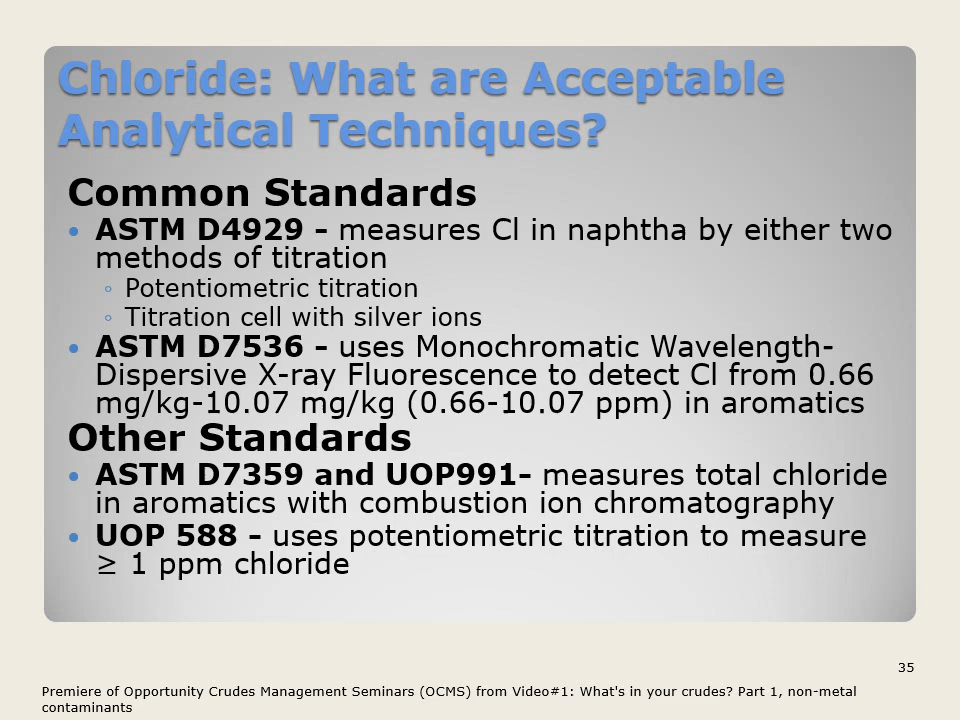 Chloride: What are Acceptable
Analytical Techniques?
Common Standards
• ASTM D4929 – measures Cl in naphtha by either two
methods of titration
◦ Potentiometric titration
◦ Titration cell with silver ions
• ASTM D7536 – uses Monochromatic Wavelength-
Dispersive X-ray Fluorescence to detect Cl from 0.66
mg/kg-10.07 mg/kg (0.66-10.07 ppm) in aromatics
Other Standards
• ASTM D7359 and UOP991– measures total chloride
in aromatics with combustion ion chromatography
• UOP 588 – uses potentiometric titration to measure
≥ 1 ppm chloride
35
Premiere of Opportunity Crudes Management Seminars (OCMS) from Video#1: What's in your crudes? Part 1, non-metal
contaminants